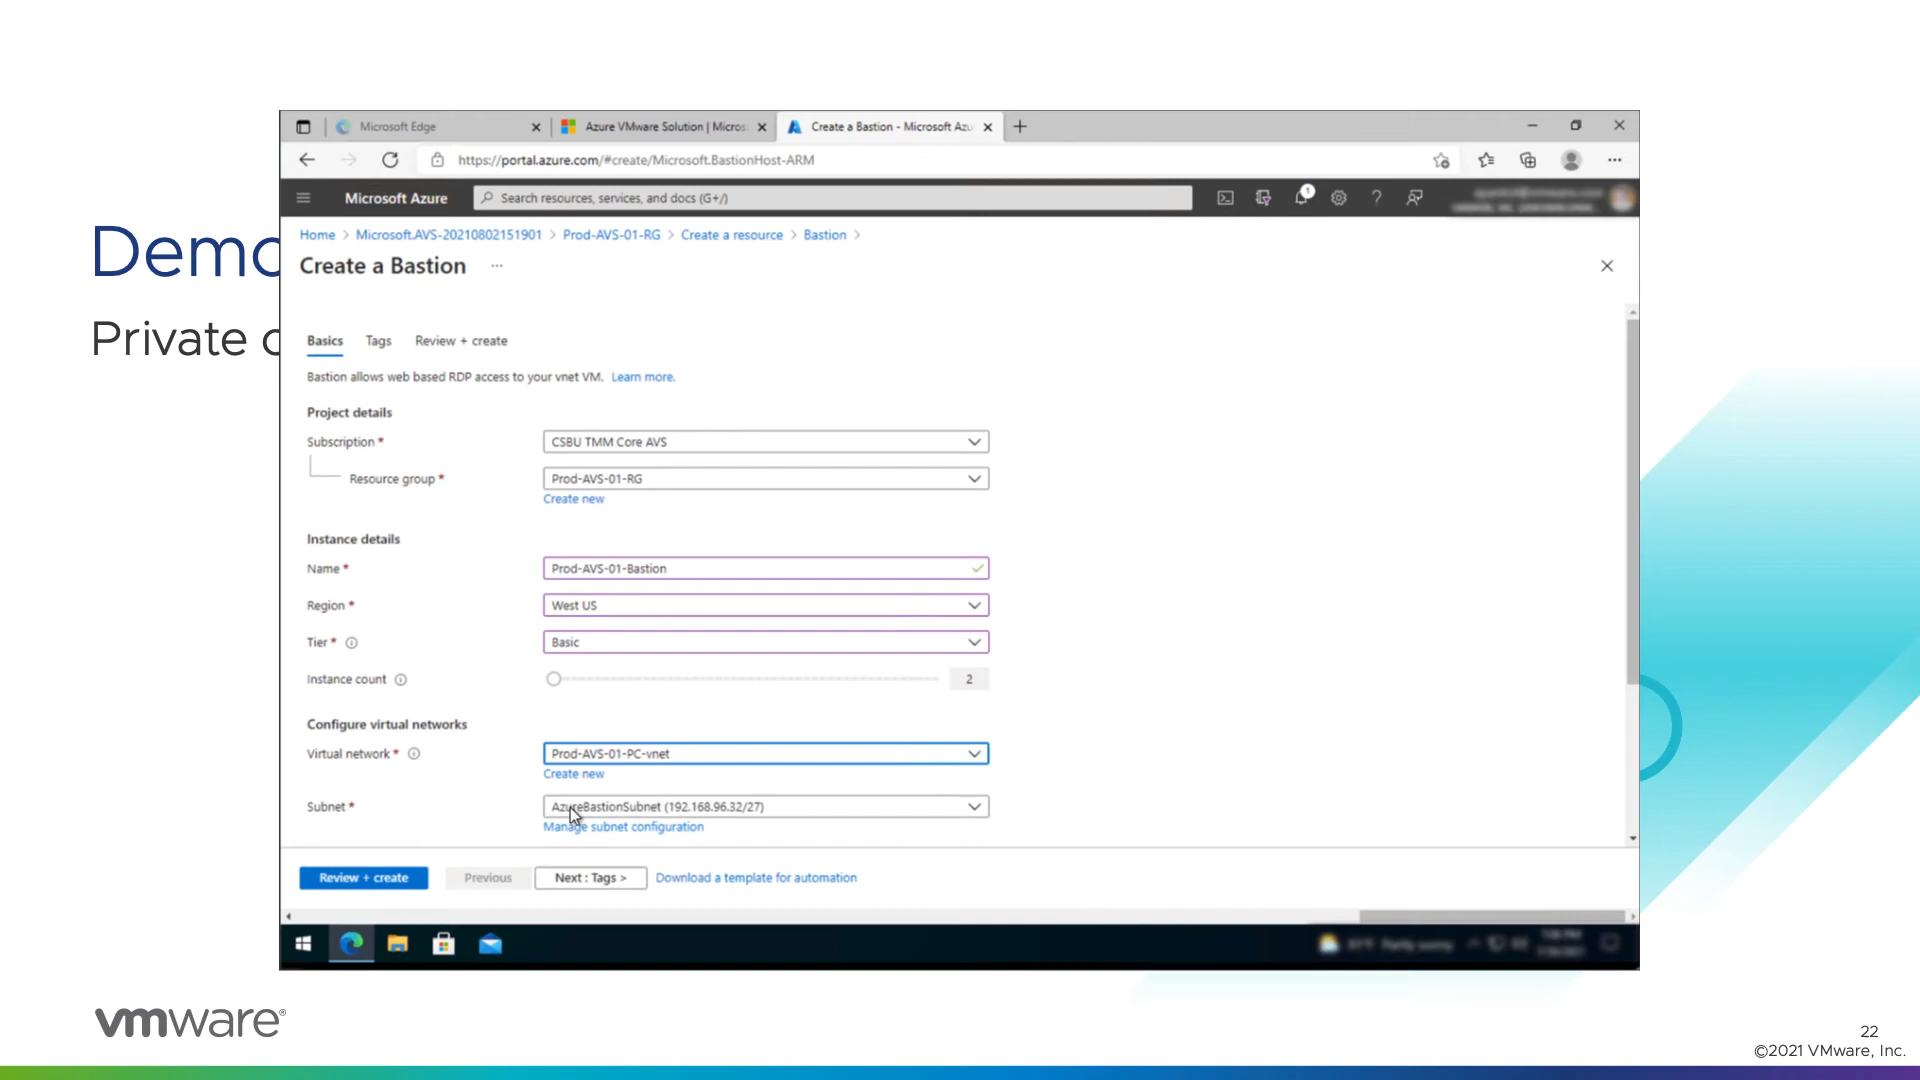 Demo
Private c
Microsoft Edge
Azure VMware Solution | Micros
Create a Bastion - Microsoft Azu
https://portal.azure.com/#create/Microsoft.BastionHost-ARM
Microsoft Azure
Search resources, services, and docs (G+/)
1
Home > Microsoft.AVS-20210802151901 > Prod-AVS-01-RG > Create a resource > Bastion >
Create a Bastion ...
Basics Tags Review + create
Bastion allows web based RDP access to your vnet VM. Learn more.
Project details
Subscription * CSBU TMM Core AVS
Resource group * Prod-AVS-01-RG
Create new
Instance details
Name * Prod-AVS-01-Bastion
Region * West US
Tier * Basic
Instance count 2
Configure virtual networks
Virtual network * Prod-AVS-01-PC-vnet
Create new
Subnet * AzureBastionSubnet (192.168.96.32/27)
Manage subnet configuration
Review + create Previous Next : Tags > Download a template for automation
vmware®
22
©2021 VMware, Inc.